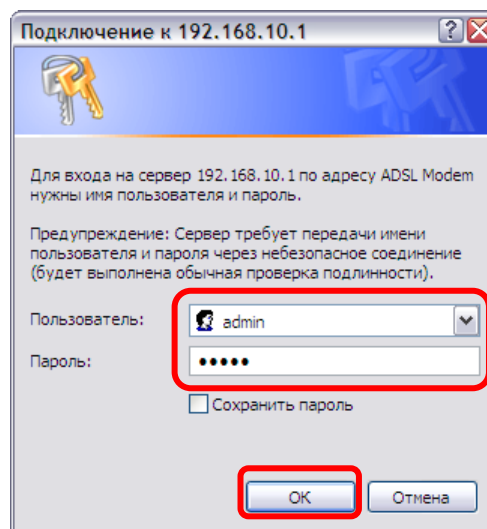 Подключение к 192.168.10.1
Для входа на сервер 192.168.10.1 по адресу ADSL Modem
нужны имя пользователя и пароль.
Предупреждение: Сервер требует передачи имени
пользователя и пароля через небезопасное соединение
(будет выполнена обычная проверка подлинности).
Пользователь: admin
Пароль: •••••
Сохранить пароль
ОК Отмена